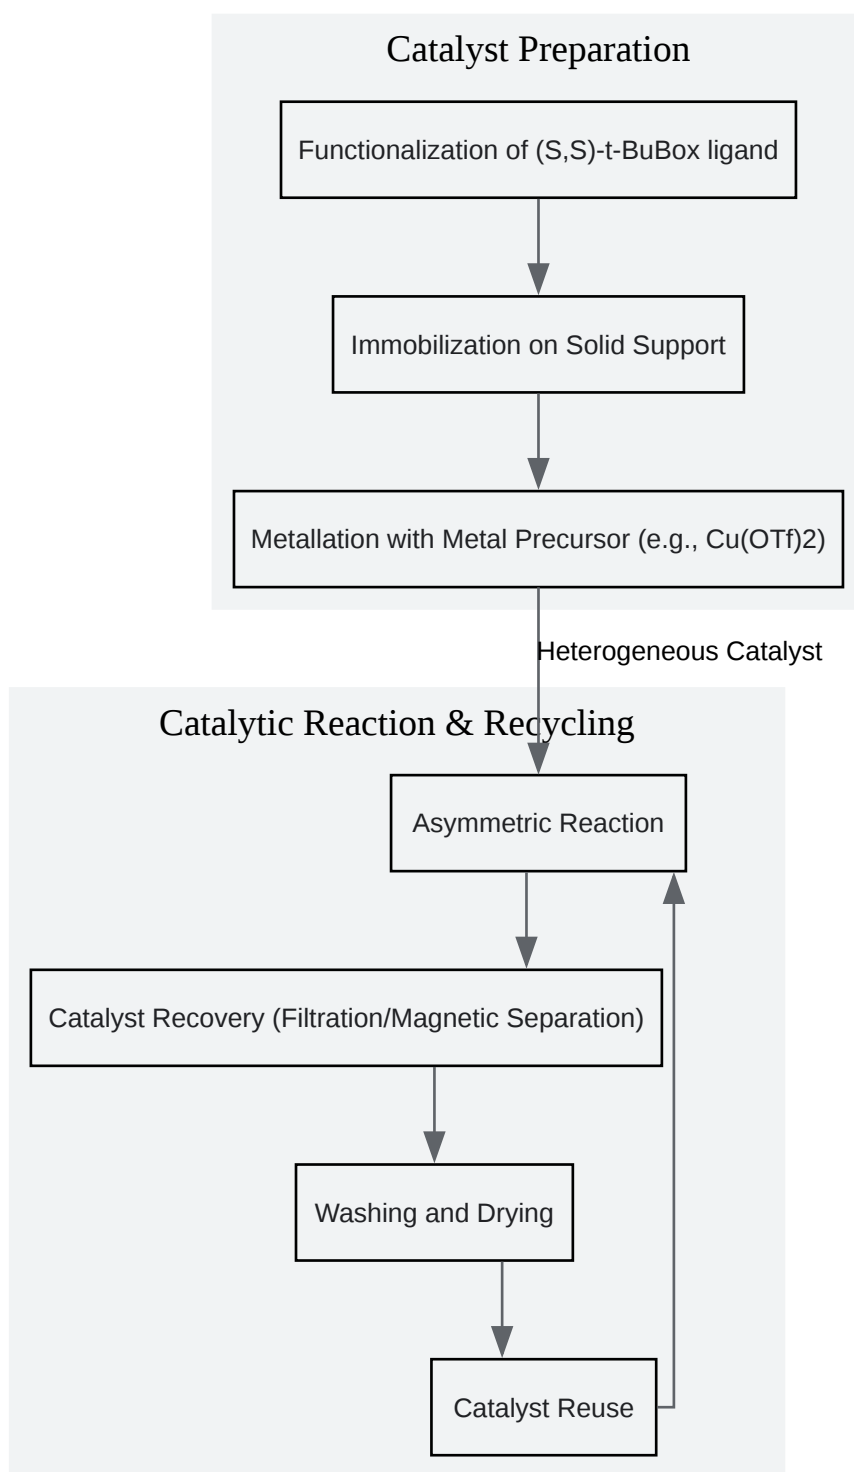 Catalyst Preparation
Functionalization of (S,S)-t-BuBox ligand
Immobilization on Solid Support
Metallation with Metal Precursor (e.g., Cu(OTf)2)
Heterogeneous Catalyst
Catalytic Reaction & Recycling
Asymmetric Reaction
Catalyst Recovery (Filtration/Magnetic Separation)
Washing and Drying
Catalyst Reuse